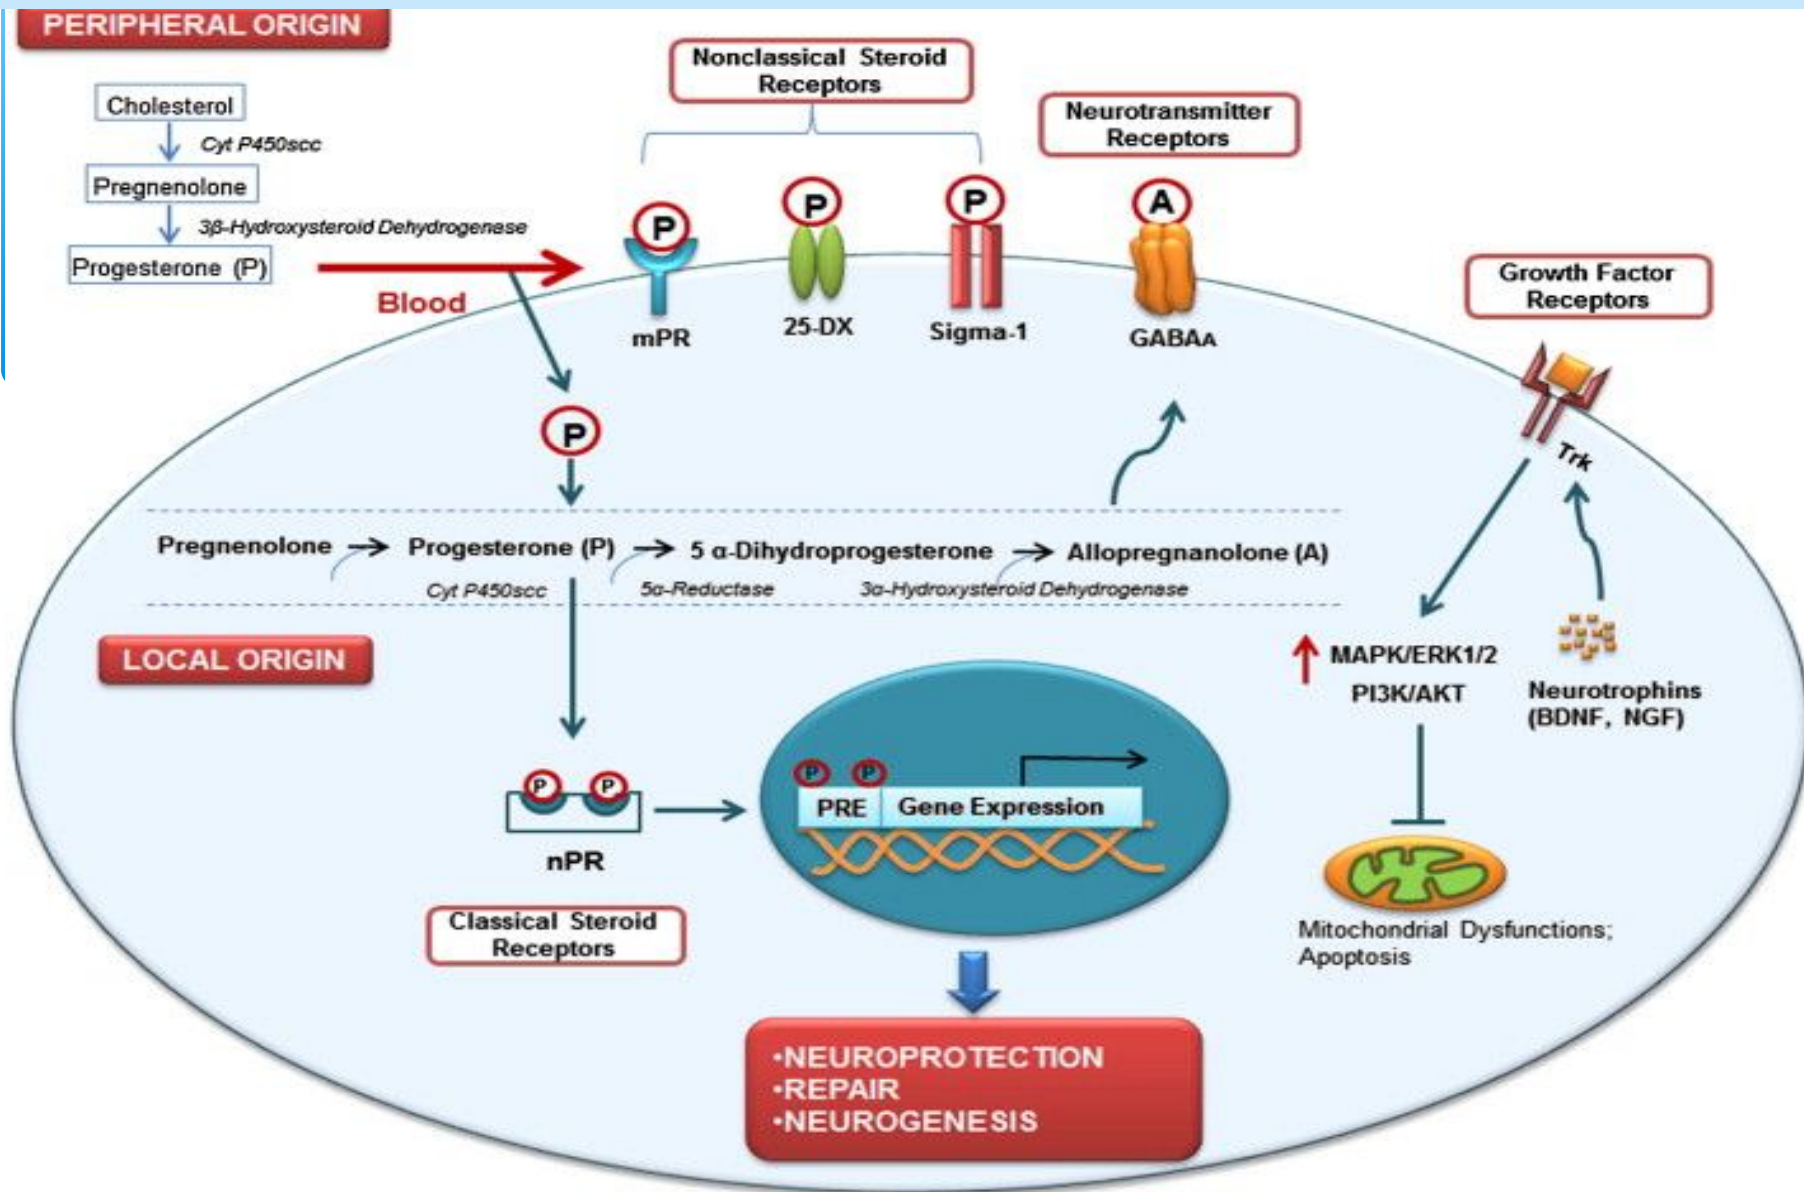 PERIPHERAL ORIGIN
Nonclassical Steroid
Receptors
Neurotransmitter
Receptors
Cholesterol
Cyt P450scc
Pregnenolone
3β-Hydroxysteroid Dehydrogenase
Progesterone (P)
Blood
P
P
P
A
mPR
25-DX
Sigma-1
GABAA
Growth Factor
Receptors
Trk
P
Pregnenolone
Progesterone (P)
5 α-Dihydroprogesterone
Allopregnanolone (A)
Cyt P450scc
5α-Reductase
3α-Hydroxysteroid Dehydrogenase
LOCAL ORIGIN
MAPK/ERK1/2
PI3K/AKT
Neurotrophins
(BDNF, NGF)
P
P
nPR
P
P
PRE
Gene Expression
Classical Steroid
Receptors
Mitochondrial Dysfunctions;
Apoptosis
•NEUROPROTECTION
•REPAIR
•NEUROGENESIS